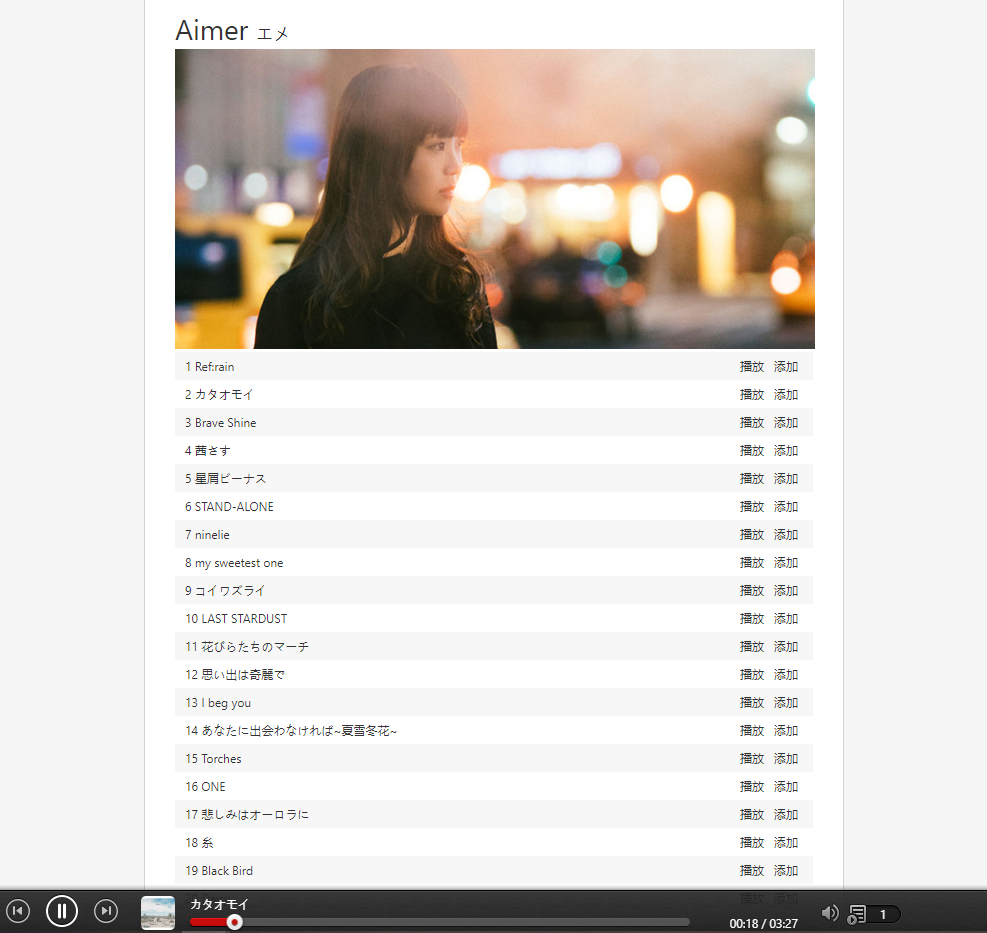 Aimer エメ
1 Ref:rain 播放 添加
2 カタオモイ 播放 添加
3 Brave Shine 播放 添加
4 茜さす 播放 添加
5 星屑ビーナス 播放 添加
6 STAND-ALONE 播放 添加
7 ninelie 播放 添加
8 my sweetest one 播放 添加
9 コイワズライ 播放 添加
10 LAST STARDUST 播放 添加
11 花びらたちのマーチ 播放 添加
12 思い出は奇麗で 播放 添加
13 I beg you 播放 添加
14 あなたに出会わなければ~夏雪冬花~ 播放 添加
15 Torches 播放 添加
16 ONE 播放 添加
17 悲しみはオーロラに 播放 添加
18 糸 播放 添加
19 Black Bird 播放 添加
カタオモイ
00:18 / 03:27
1